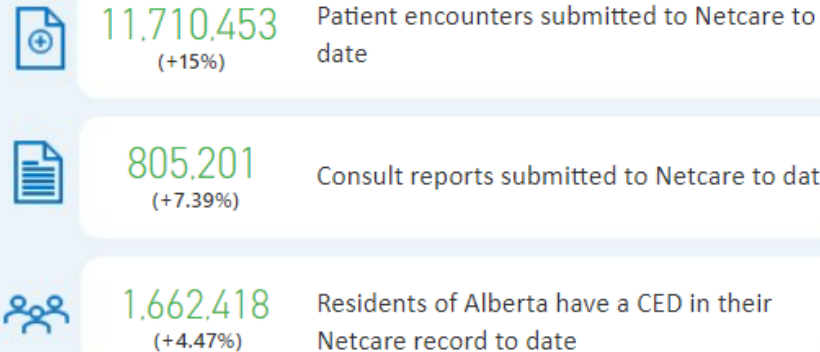 11,710,453
(+15%)
Patient encounters submitted to Netcare to
date
805,201
(+7.39%)
Consult reports submitted to Netcare to dat
1,662,418
(+4.47%)
Residents of Alberta have a CED in their
Netcare record to date